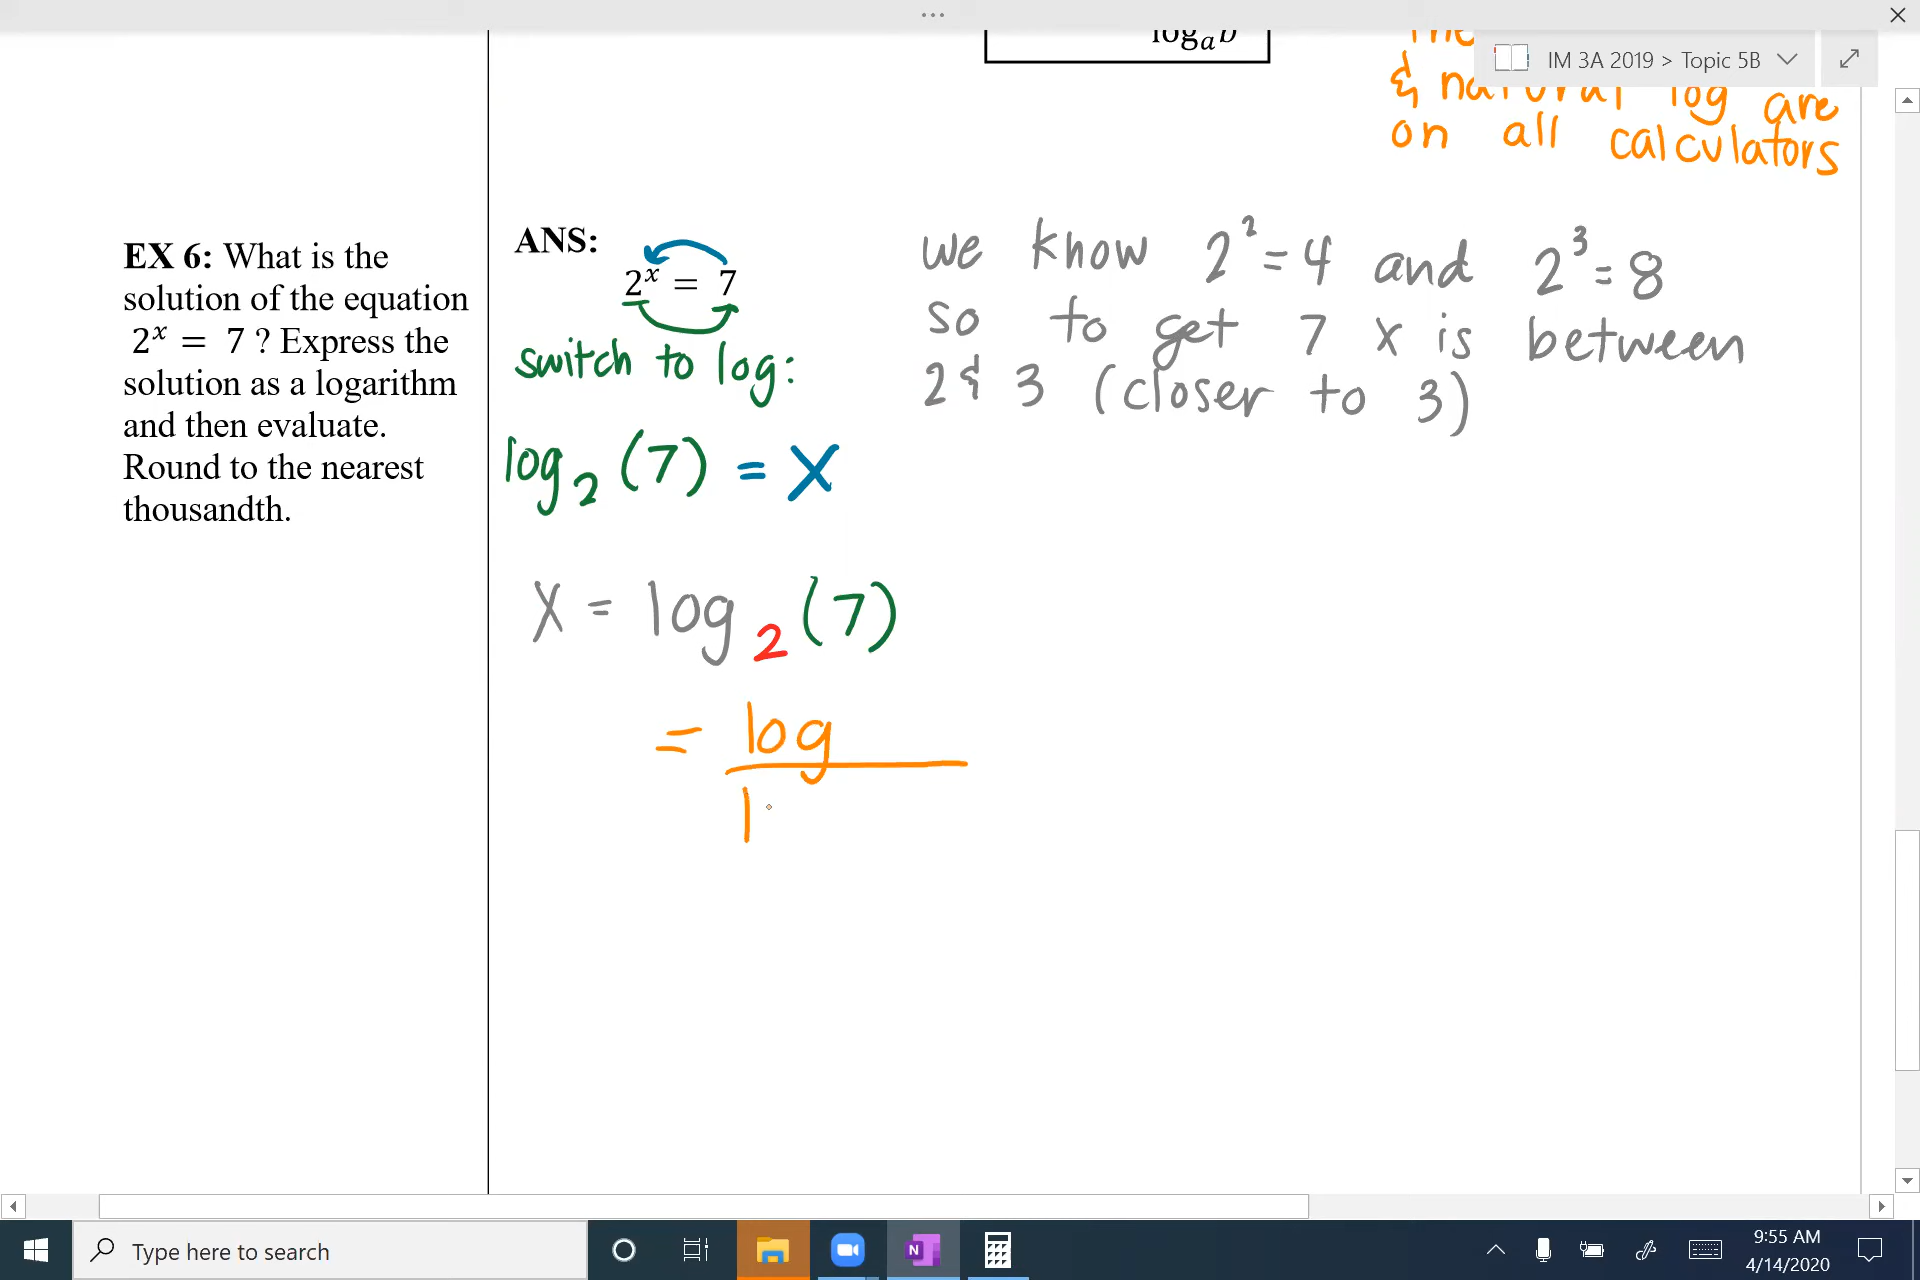 log_a b
& natural log are
on all calculators
IM 3A 2019 > Topic 5B
EX 6: What is the
solution of the equation
2^x = 7 ? Express the
solution as a logarithm
and then evaluate.
Round to the nearest
thousandth.
ANS:
2^x = 7
switch to log:
log_2 (7) = X
X = log_2 (7)
= log
we know 2^2 = 4 and 2^3 = 8
so to get 7 x is between
2 & 3 (closer to 3)
Type here to search
N
9:55 AM
4/14/2020